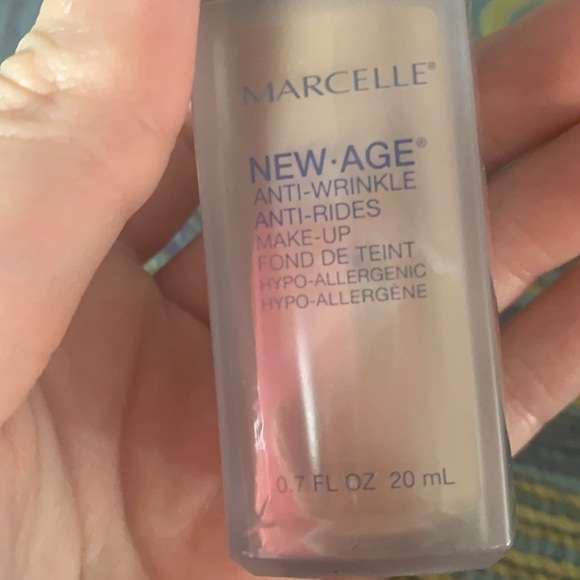 MARCELLE®
NEW·AGE®
ANTI-WRINKLE
ANTI-RIDES
MAKE-UP
FOND DE TEINT
HYPO-ALLERGENIC
HYPO-ALLERGÈNE
0.7 FL OZ 20 mL